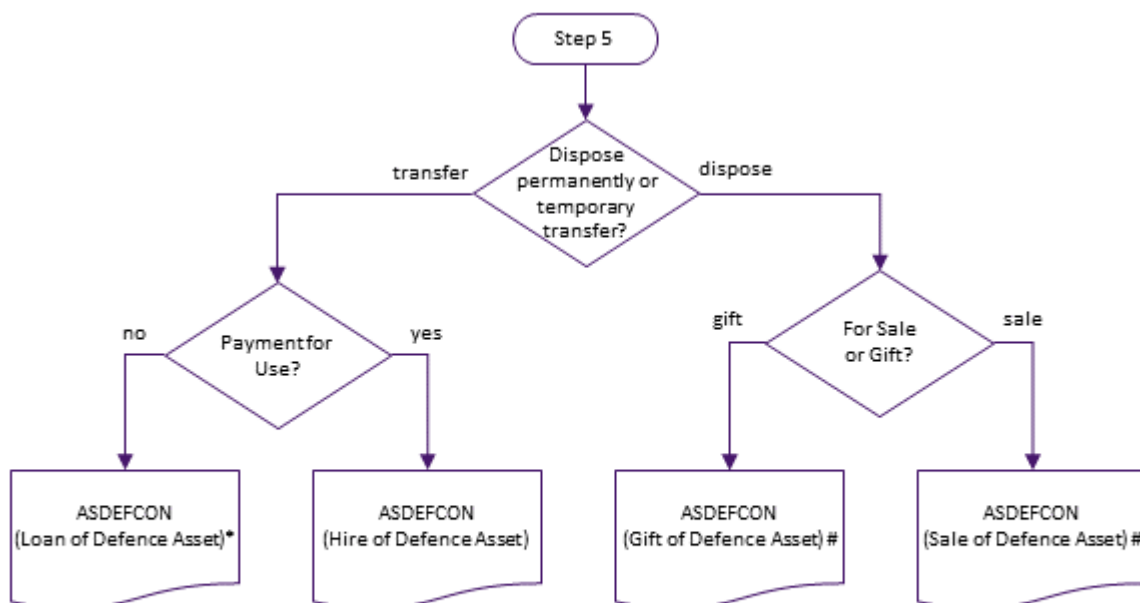 Step 5
Dispose
permanently or
temporary
transfer?
transfer
dispose
Payment for
Use?
no
yes
For Sale
or Gift?
gift
sale
ASDEFCON
(Loan of Defence Asset)*
ASDEFCON
(Hire of Defence Asset)
ASDEFCON
(Gift of Defence Asset) #
ASDEFCON
(Sale of Defence Asset) #